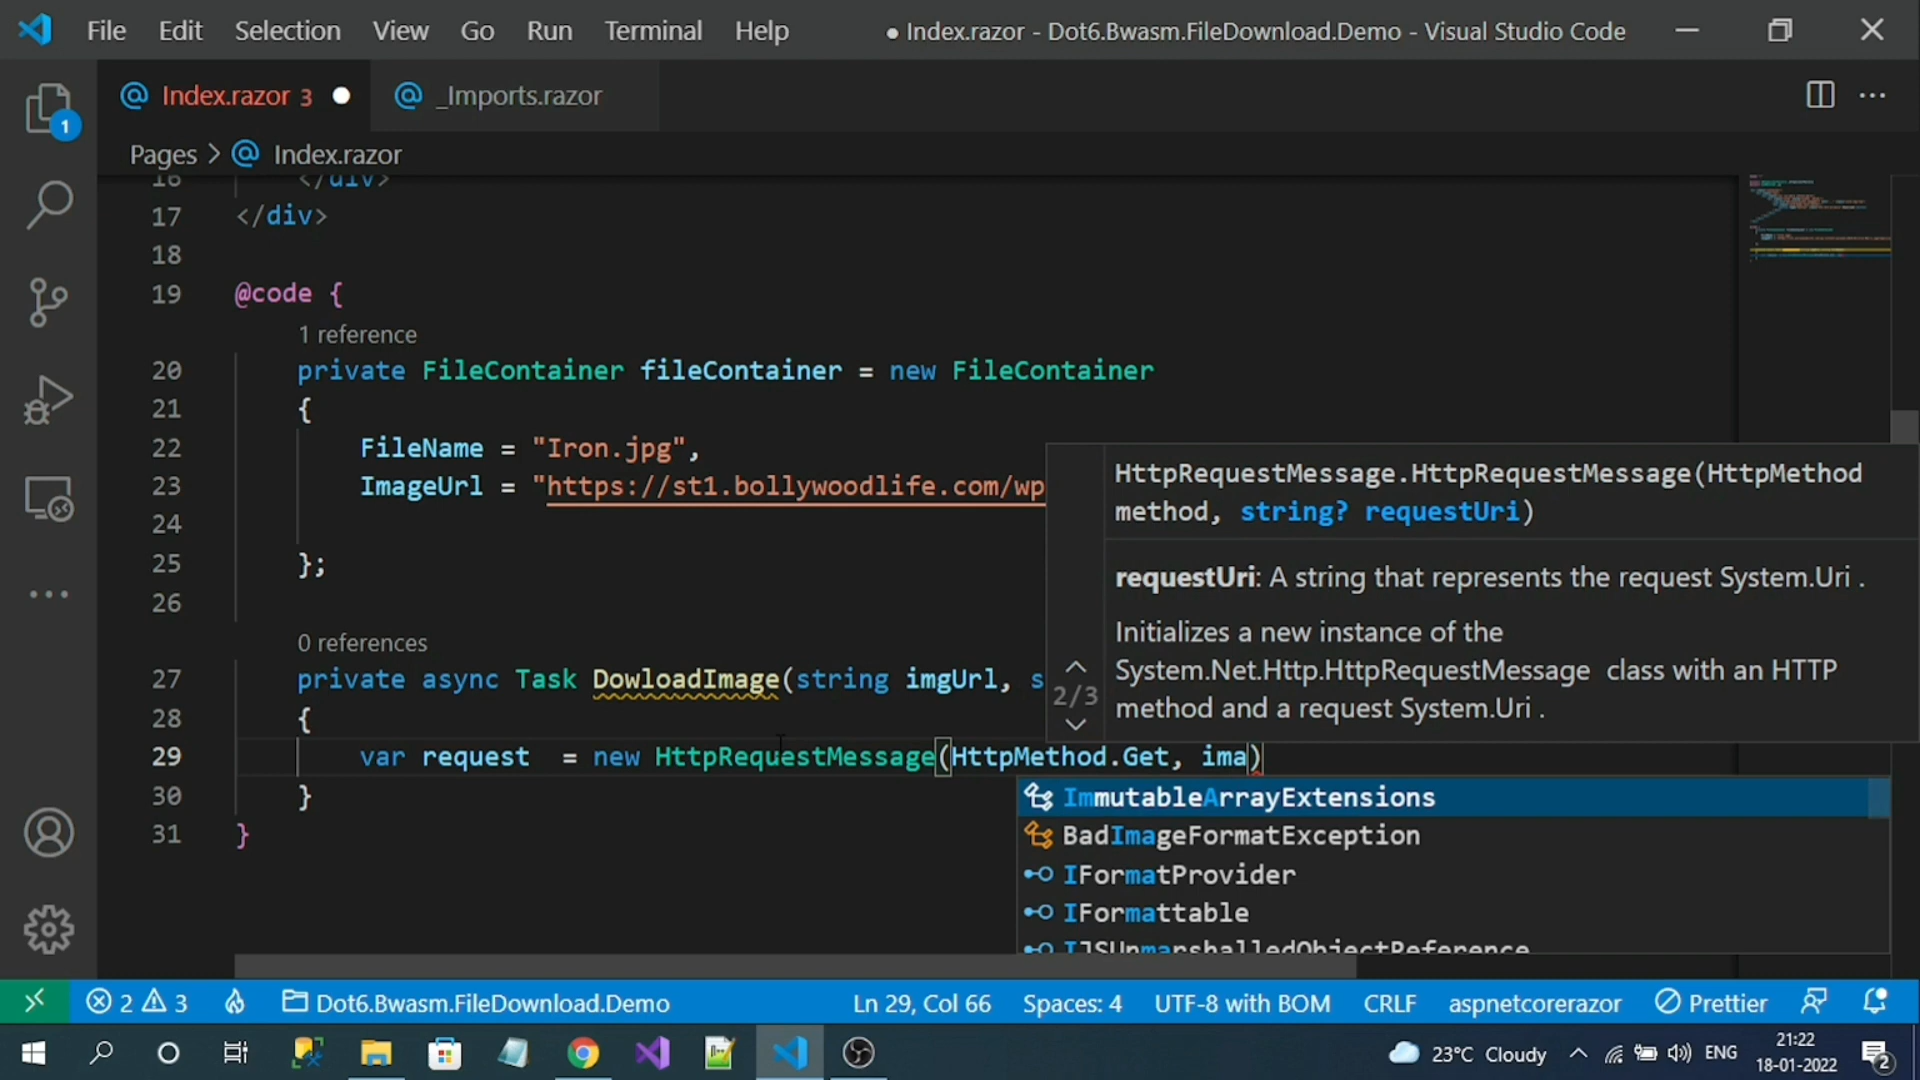 File Edit Selection View Go Run Terminal Help ● Index.razor - Dot6.Bwasm.FileDownload.Demo - Visual Studio Code
Index.razor 3 ● _Imports.razor
1
Pages > Index.razor
16 </div>
17 </div>
18
19 @code {
1 reference
20 private FileContainer fileContainer = new FileContainer
21 {
22 FileName = "Iron.jpg",
23 ImageUrl = "https://st1.bollywoodlife.com/wp
24
25 };
26
0 references
27 private async Task DowloadImage(string imgUrl, s
28 {
29 var request  = new HttpRequestMessage(HttpMethod.Get, ima)
30 }
31 }
HttpRequestMessage.HttpRequestMessage(HttpMethod
method, string? requestUri)
requestUri: A string that represents the request System.Uri .
Initializes a new instance of the
System.Net.Http.HttpRequestMessage  class with an HTTP
method and a request System.Uri .
2/3
ImmutableArrayExtensions
BadImageFormatException
IFormatProvider
IFormattable
IJSUnmarshalledObjectReference
2 3 Dot6.Bwasm.FileDownload.Demo Ln 29, Col 66 Spaces: 4 UTF-8 with BOM CRLF aspnetcorerazor Prettier
23°C Cloudy ENG 21:22
18-01-2022 2